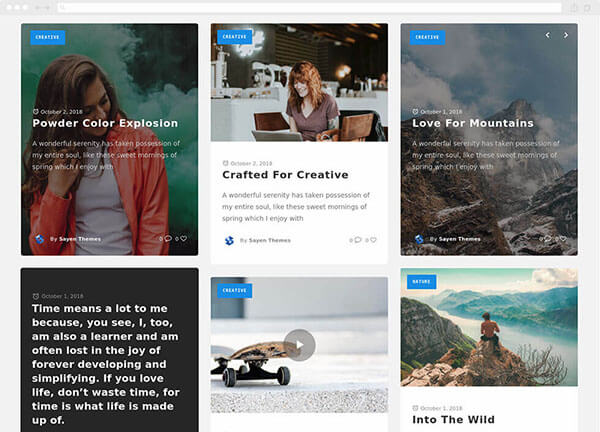 CREATIVE
October 2, 2018
Powder Color Explosion
A wonderful serenity has taken possession of
my entire soul, like these sweet mornings of
spring which I enjoy with
By Sayen Themes
0 0
CREATIVE
October 2, 2018
Crafted For Creative
A wonderful serenity has taken possession of
my entire soul, like these sweet mornings of
spring which I enjoy with
By Sayen Themes
0 0
CREATIVE
October 1, 2018
Love For Mountains
A wonderful serenity has taken possession of
my entire soul, like these sweet mornings of
spring which I enjoy with
By Sayen Themes
0 0
October 1, 2018
Time means a lot to me
because, you see, I, too,
am also a learner and am
often lost in the joy of
forever developing and
simplifying. If you love
life, don’t waste time, for
time is what life is made
up of.
CREATIVE
NATURE
October 1, 2018
Into The Wild